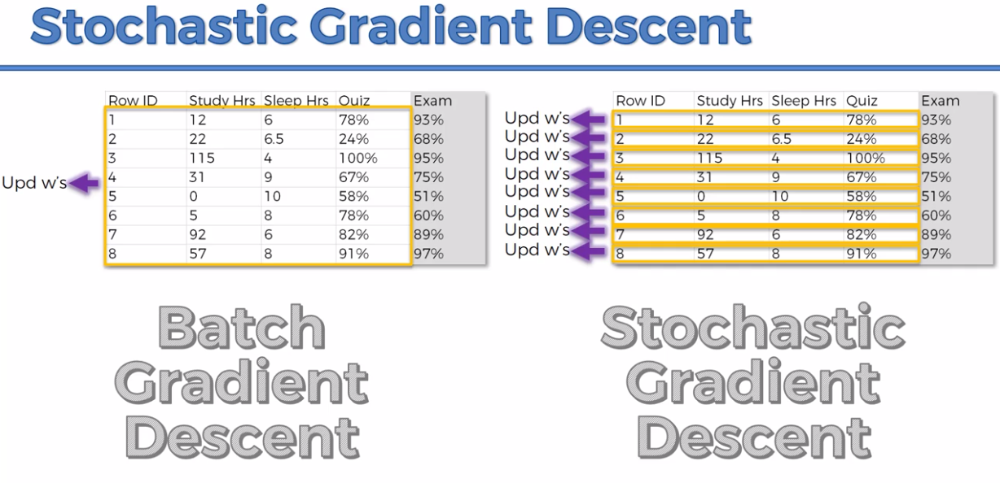 Stochastic Gradient Descent
Row ID Study Hrs Sleep Hrs Quiz Exam
1 12 6 78% 93%
2 22 6.5 24% 68%
3 115 4 100% 95%
4 31 9 67% 75%
5 0 10 58% 51%
6 5 8 78% 60%
7 92 6 82% 89%
8 57 8 91% 97%
Upd w's
Batch
Gradient
Descent
Row ID Study Hrs Sleep Hrs Quiz Exam
Upd w's 1 12 6 78% 93%
Upd w's 2 22 6.5 24% 68%
Upd w's 3 115 4 100% 95%
Upd w's 4 31 9 67% 75%
Upd w's 5 0 10 58% 51%
Upd w's 6 5 8 78% 60%
Upd w's 7 92 6 82% 89%
Upd w's 8 57 8 91% 97%
Stochastic
Gradient
Descent